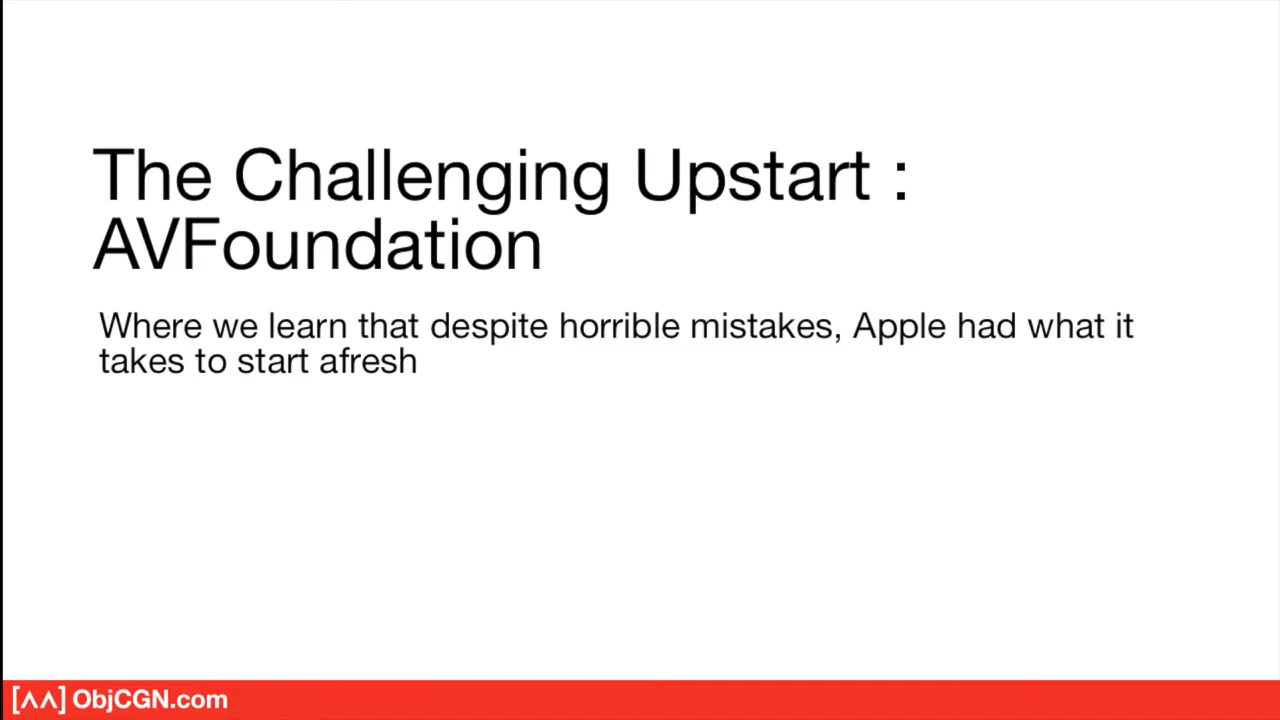 The Challenging Upstart :
AVFoundation
Where we learn that despite horrible mistakes, Apple had what it
takes to start afresh
[ʌʌ] ObjCGN.com